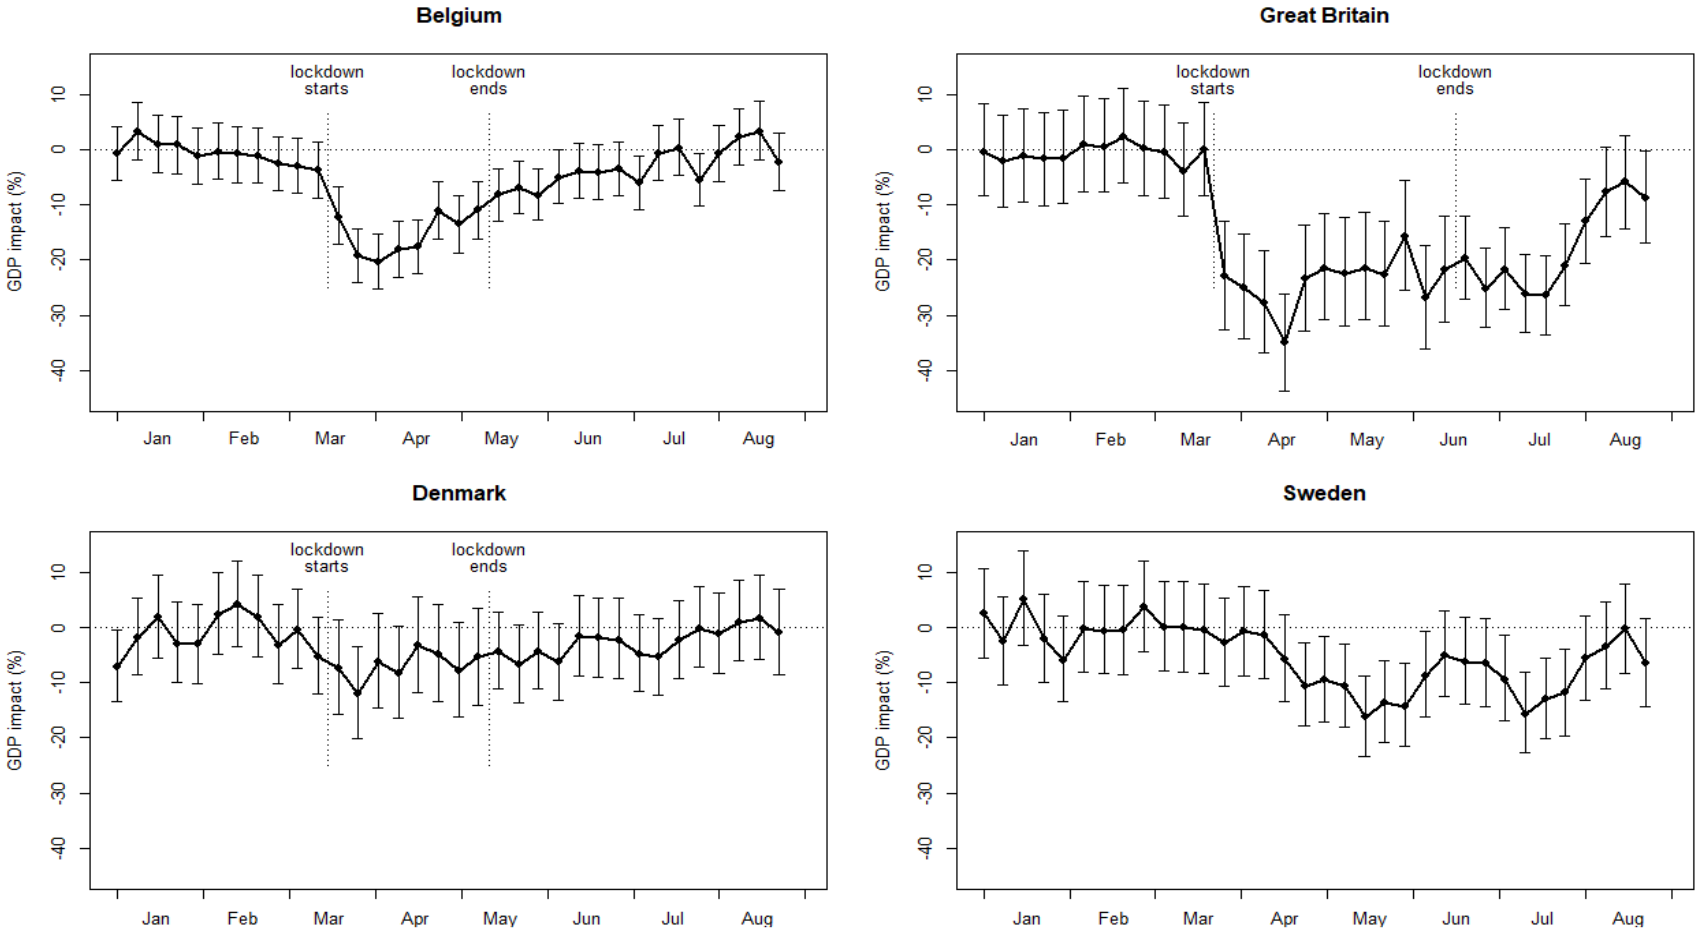 Belgium
lockdown
starts
lockdown
ends
GDP impact (%)
10
0
-10
-20
-30
-40
Jan Feb Mar Apr May Jun Jul Aug
Great Britain
lockdown
starts
lockdown
ends
GDP impact (%)
10
0
-10
-20
-30
-40
Jan Feb Mar Apr May Jun Jul Aug
Denmark
lockdown
starts
lockdown
ends
GDP impact (%)
10
0
-10
-20
-30
-40
Jan Feb Mar Apr May Jun Jul Aug
Sweden
GDP impact (%)
10
0
-10
-20
-30
-40
Jan Feb Mar Apr May Jun Jul Aug